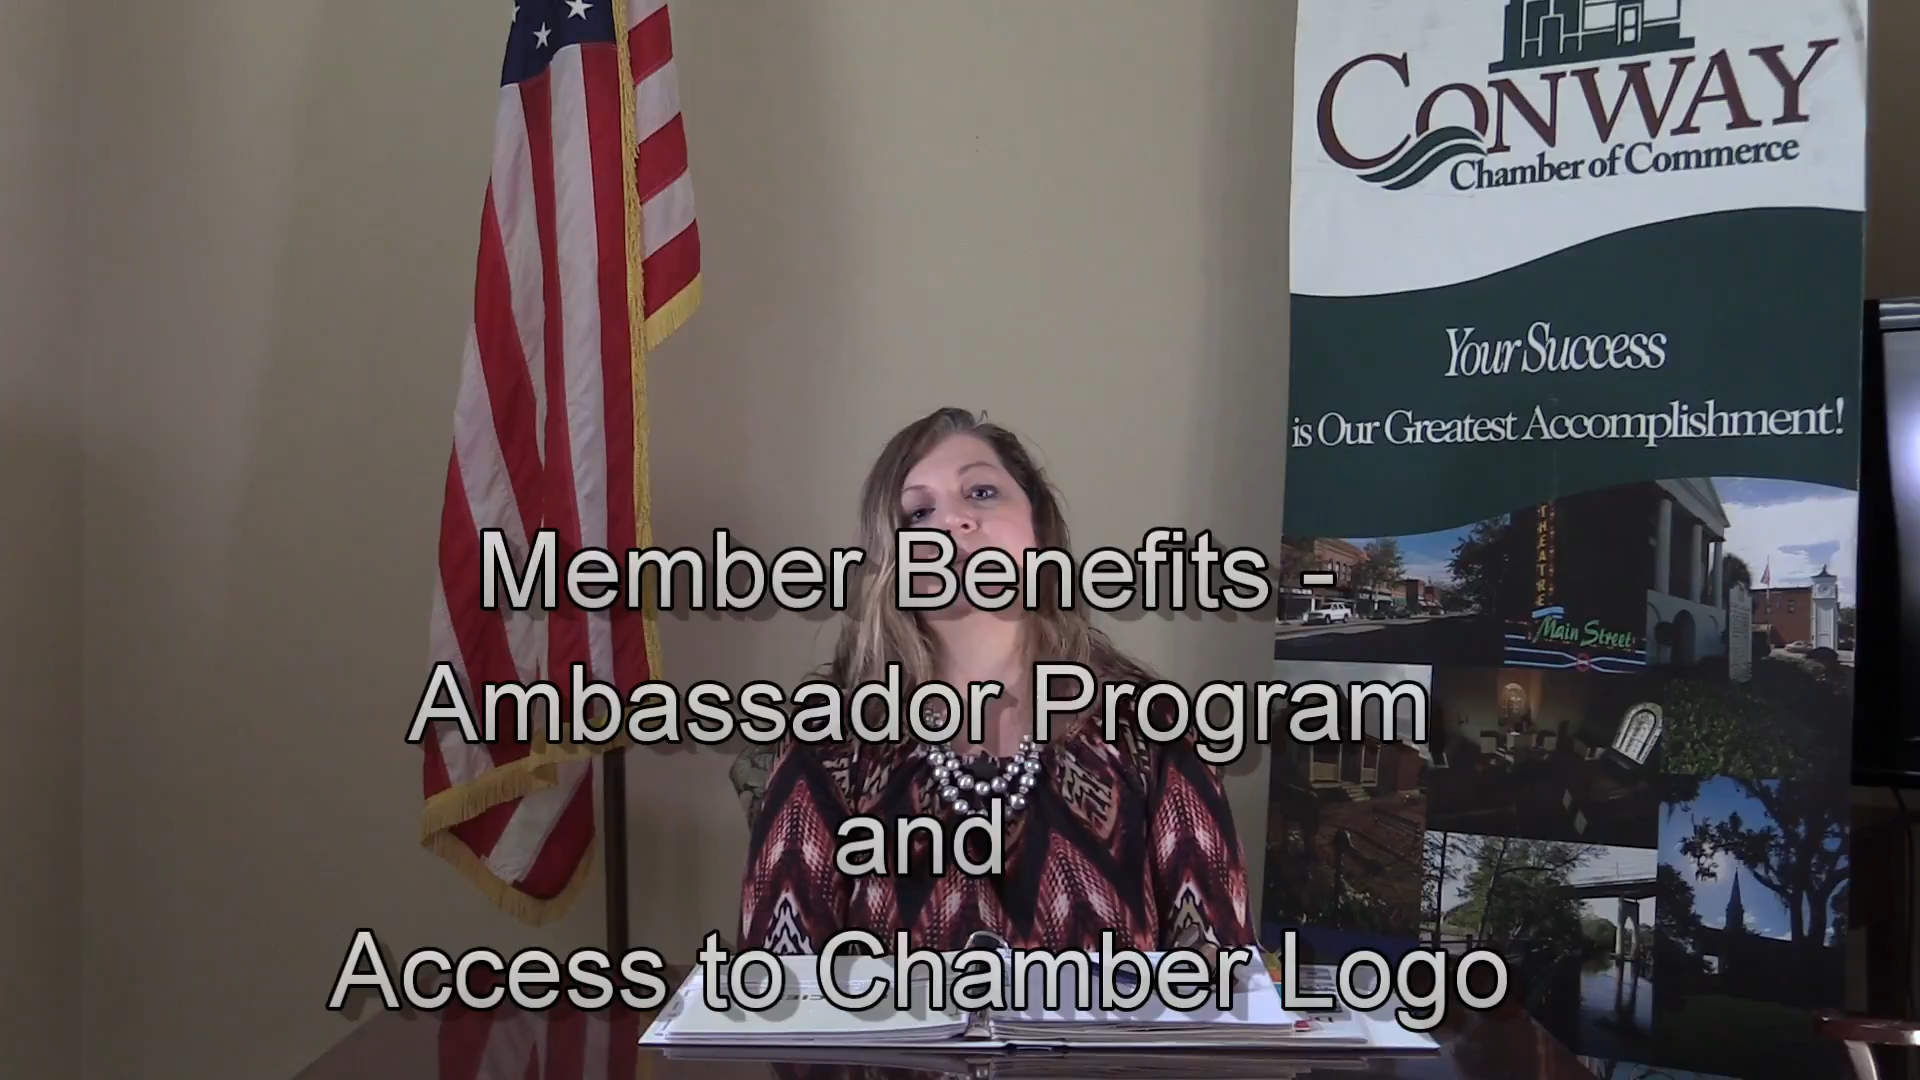 CONWAY
Chamber of Commerce
Your Success
is Our Greatest Accomplishment!
THEATRE
Main Street
Member Benefits -
Ambassador Program
and
Access to Chamber Logo